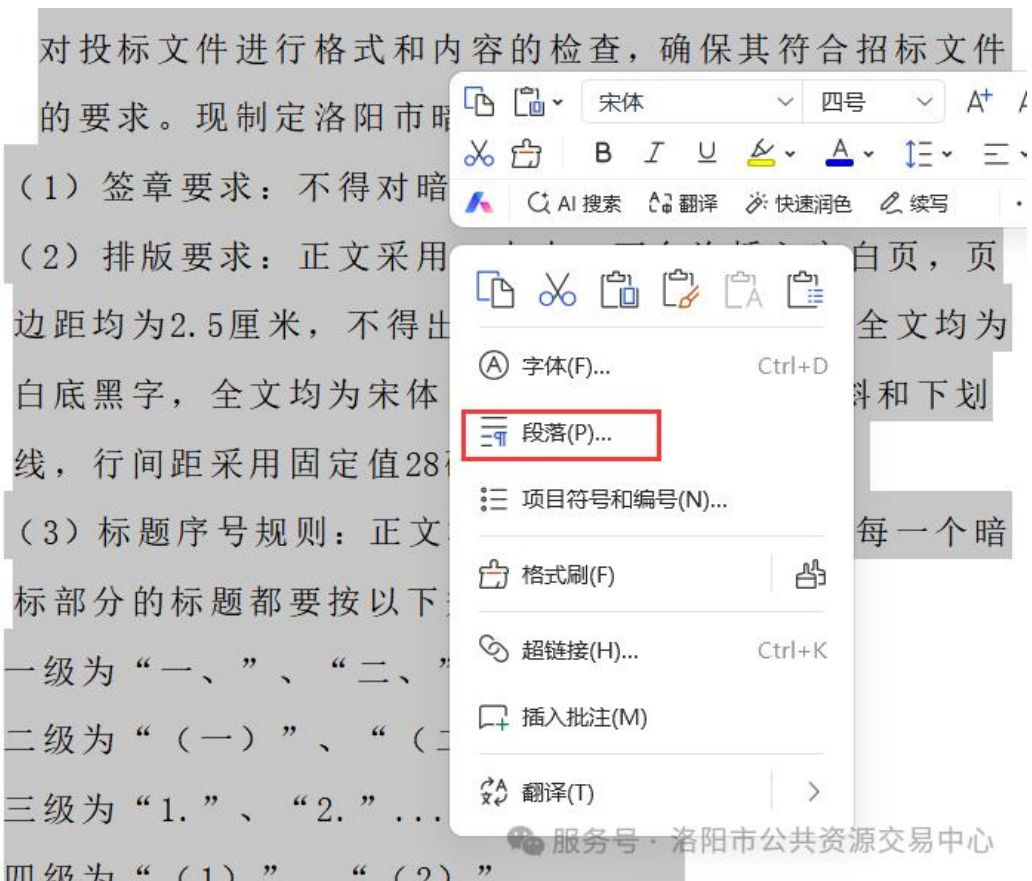 对投标文件进行格式和内容的检查，确保其符合招标文件
的要求。现制定洛阳市暗
宋体 四号 A+
B I U A
AI 搜索 翻译 快速润色 续写
（1）签章要求：不得对暗
（2）排版要求：正文采用 白页，页
边距均为2.5厘米，不得出 全文均为
白底黑字，全文均为宋体 和下划
线，行间距采用固定值28
（3）标题序号规则：正文 每一个暗
标部分的标题都要按以下
一级为“一、”、“二、”
二级为“（一）”、“（
三级为“1.”、“2.”...
四级为“（1）”、“（2）”
字体(F)... Ctrl+D
段落(P)...
项目符号和编号(N)...
格式刷(F)
超链接(H)... Ctrl+K
插入批注(M)
翻译(T)
服务号 · 洛阳市公共资源交易中心